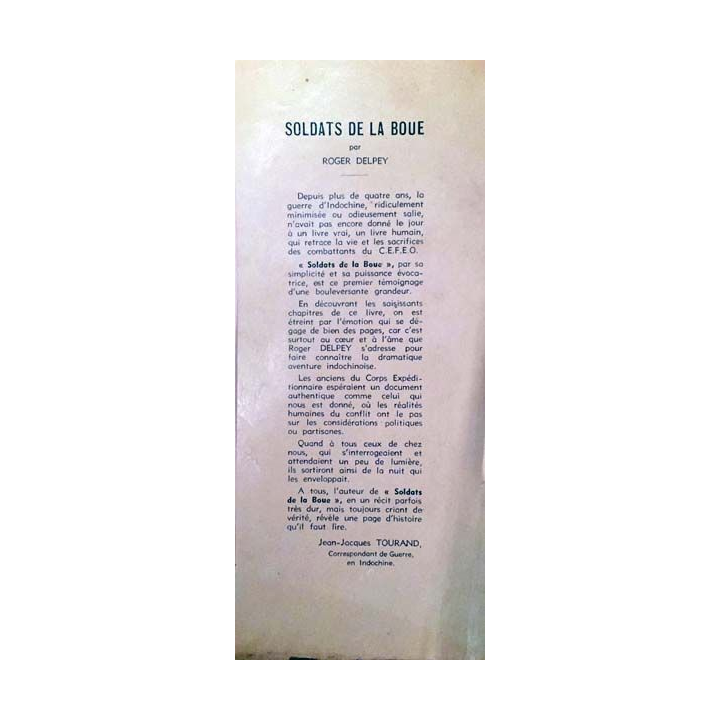 SOLDATS DE LA BOUE
par
ROGER DELPEY
Depuis plus de quatre ans, la
guerre d'Indochine, ridiculement
minimisée ou odieusement salie,
n'avait pas encore donné le jour
à un livre vrai, un livre humain,
qui retrace la vie et les sacrifices
des combattants du C.E.F.E.O.
« Soldats de la Boue », par sa
simplicité et sa puissance évoca-
trice, est ce premier témoignage
d'une bouleversante grandeur.
En découvrant les saisissants
chapitres de ce livre, on est
étreint par l'émotion qui se dé-
gage de bien des pages, car c'est
surtout au cœur et à l'âme que
Roger DELPEY s'adresse pour
faire connaître la dramatique
aventure indochinoise.
Les anciens du Corps Expédi-
tionnaire espéraient un document
authentique comme celui qui
nous est donné, où les réalités
humaines du conflit ont le pas
sur les considérations politiques
ou partisanes.
Quand à tous ceux de chez
nous, qui s'interrogeaient et
attendaient un peu de lumière,
ils sortiront ainsi de la nuit qui
les enveloppait.
A tous, l'auteur de « Soldats
de la Boue », en un récit parfois
très dur, mais toujours criant de
vérité, révèle une page d'histoire
qu'il faut lire.
Jean-Jacques TOURAND,
Correspondant de Guerre,
en Indochine.